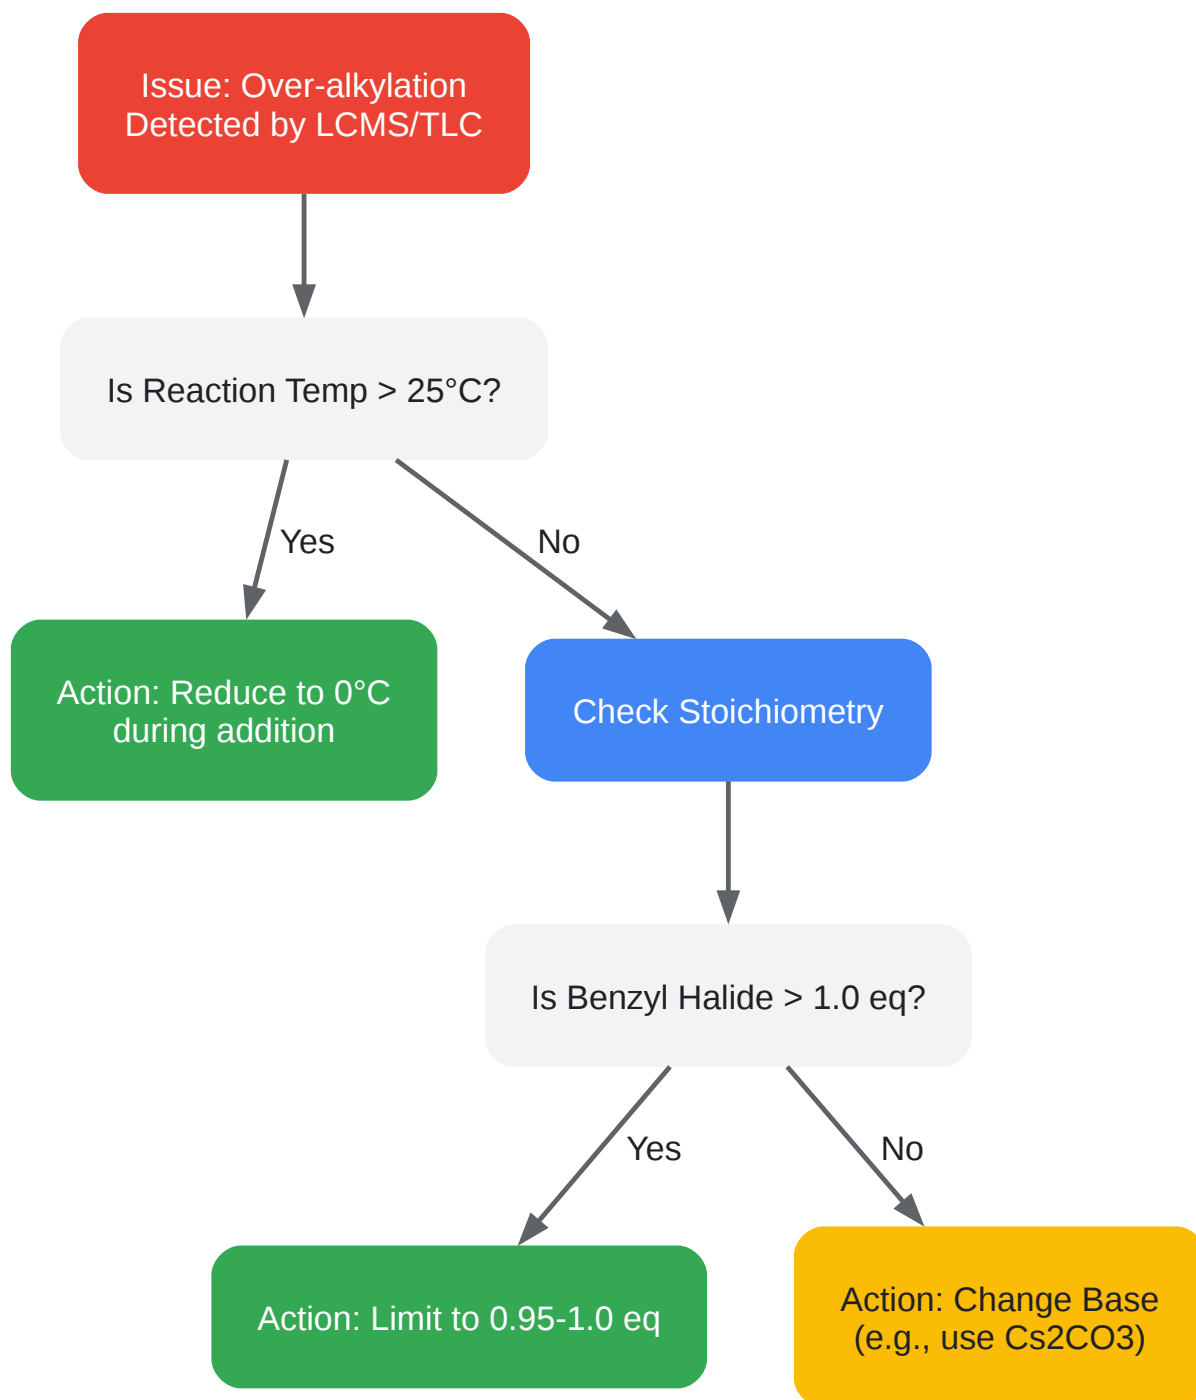 Issue: Over-alkylation
Detected by LCMS/TLC
Is Reaction Temp > 25°C?
Yes
No
Action: Reduce to 0°C
during addition
Check Stoichiometry
Is Benzyl Halide > 1.0 eq?
Yes
No
Action: Limit to 0.95-1.0 eq
Action: Change Base
(e.g., use Cs2CO3)